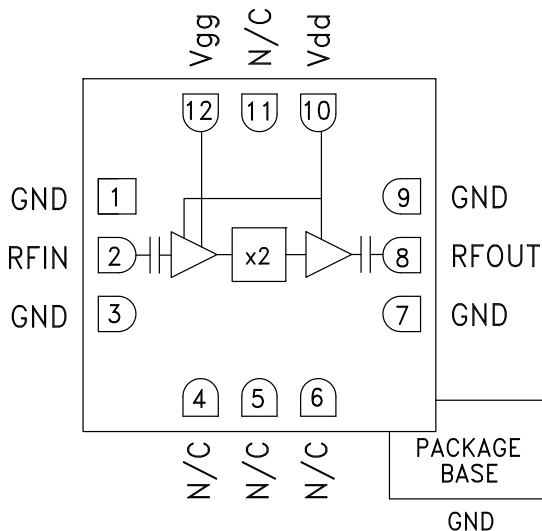 Vgg
N/C
Vdd
12
11
10
GND
1
9
GND
RFIN
2
x2
8
RFOUT
GND
3
7
GND
4
5
6
N/C
N/C
N/C
PACKAGE
BASE
GND